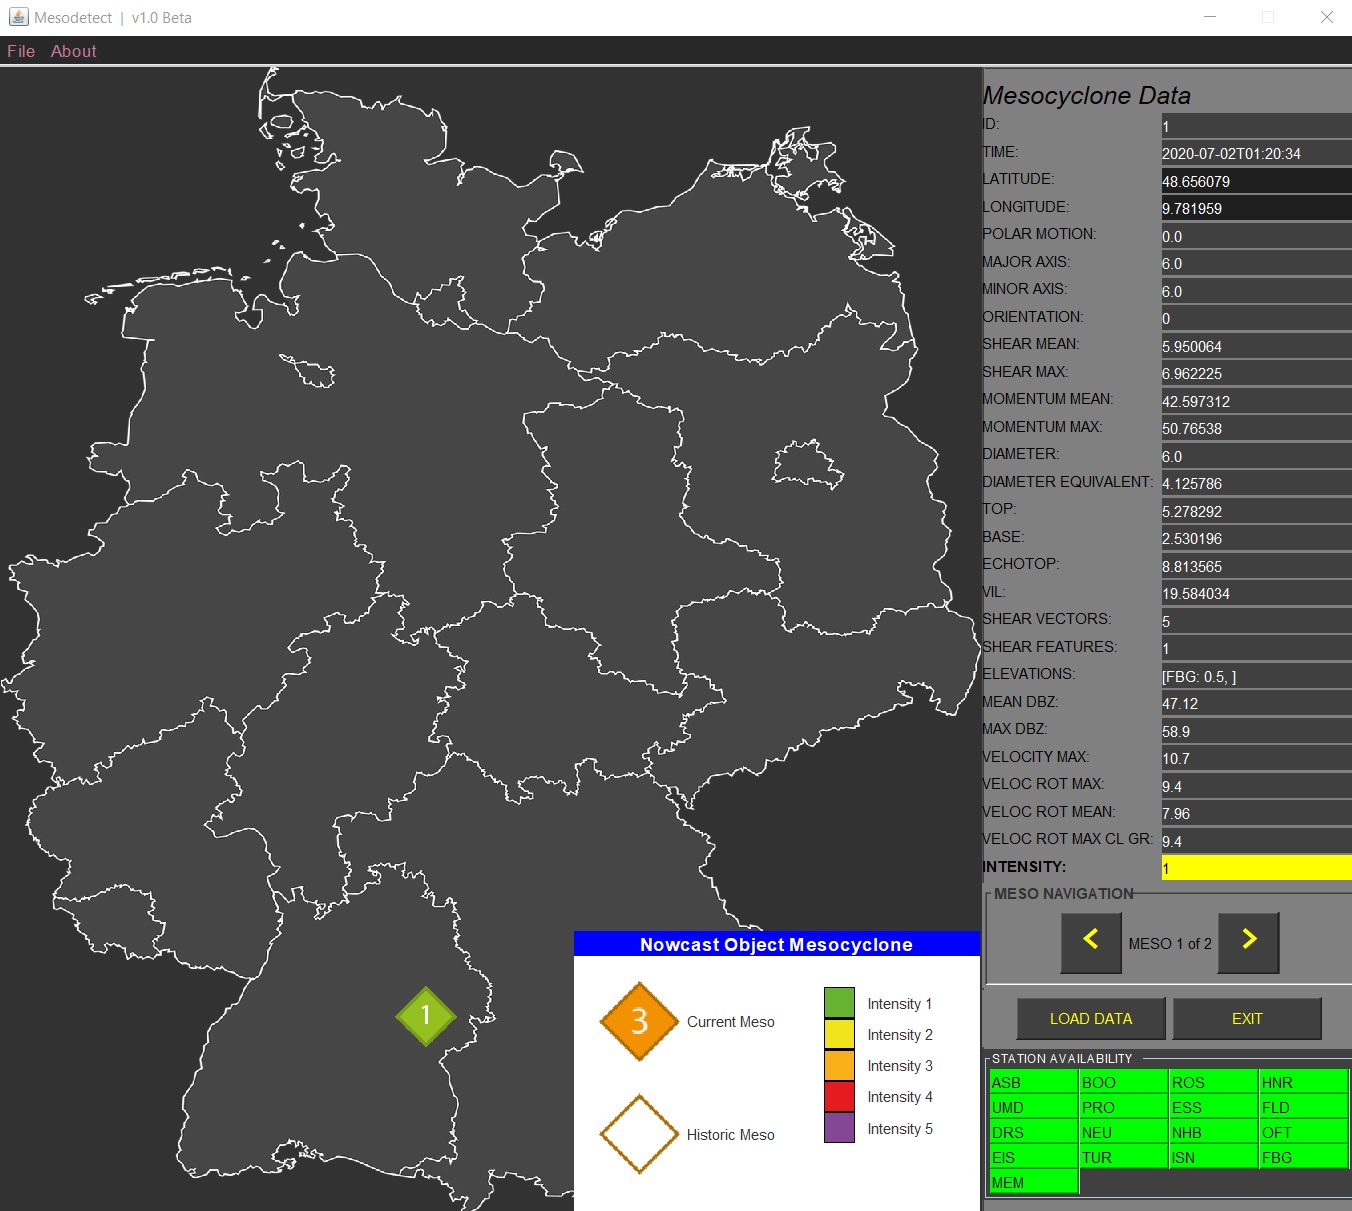 Mesodetect | v1.0 Beta
File About
Mesocyclone Data
ID: 1
TIME: 2020-07-02T01:20:34
LATITUDE: 48.656079
LONGITUDE: 9.781959
POLAR MOTION: 0.0
MAJOR AXIS: 6.0
MINOR AXIS: 6.0
ORIENTATION: 0
SHEAR MEAN: 5.950064
SHEAR MAX: 6.962225
MOMENTUM MEAN: 42.597312
MOMENTUM MAX: 50.76538
DIAMETER: 6.0
DIAMETER EQUIVALENT: 4.125786
TOP: 5.278292
BASE: 2.530196
ECHOTOP: 8.813565
VIL: 19.584034
SHEAR VECTORS: 5
SHEAR FEATURES: 1
ELEVATIONS: [FBG: 0.5, ]
MEAN DBZ: 47.12
MAX DBZ: 58.9
VELOCITY MAX: 10.7
VELOC ROT MAX: 9.4
VELOC ROT MEAN: 7.96
VELOC ROT MAX CL GR: 9.4
INTENSITY: 1
MESO NAVIGATION
< MESO 1 of 2 >
LOAD DATA EXIT
STATION AVAILABILITY
ASB BOO ROS HNR
UMD PRO ESS FLD
DRS NEU NHB OFT
EIS TUR ISN FBG
MEM
1
Nowcast Object Mesocyclone
3 Current Meso
Historic Meso
Intensity 1
Intensity 2
Intensity 3
Intensity 4
Intensity 5